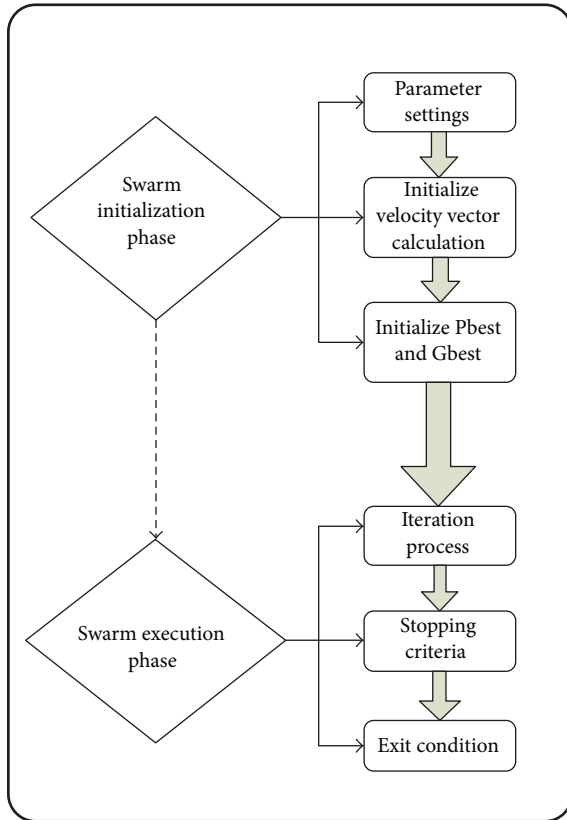 Parameter
settings
Swarm
initialization
phase
Initialize
velocity vector
calculation
Initialize Pbest
and Gbest
Iteration
process
Swarm execution
phase
Stopping
criteria
Exit condition